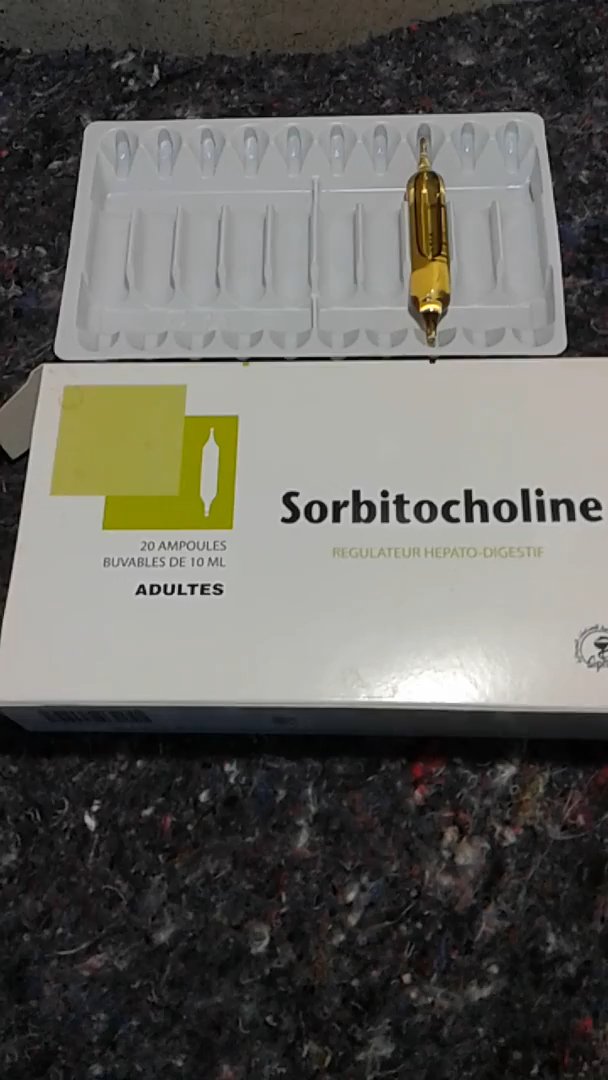 Sorbitocholine
REGULATEUR HEPATO-DIGESTIF
20 AMPOULES
BUVABLES DE 10 ML
ADULTES